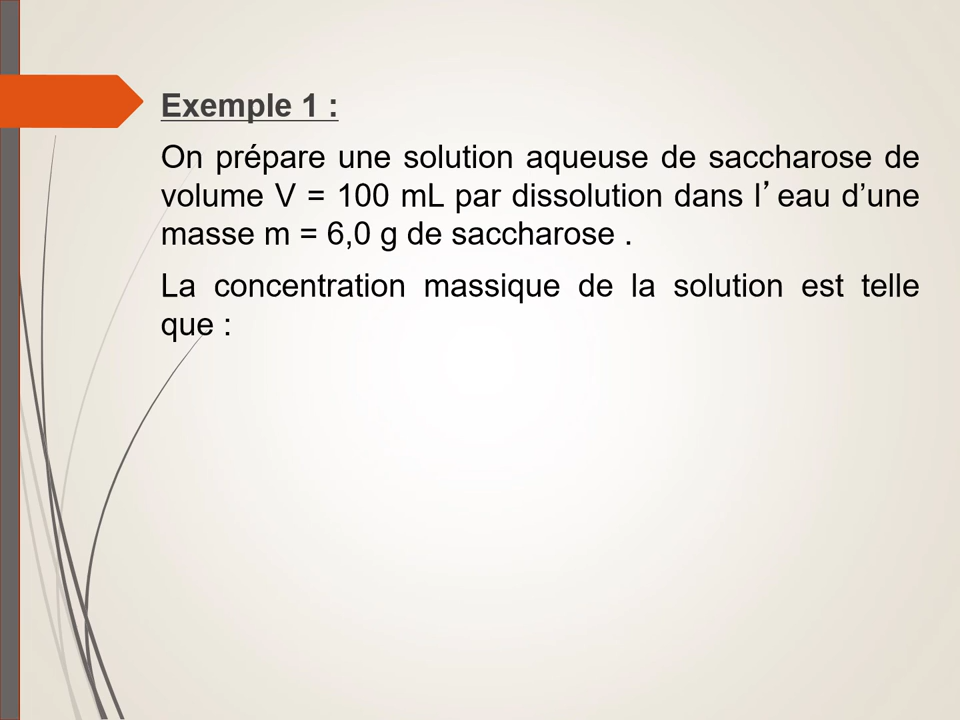 Exemple 1 :
On prépare une solution aqueuse de saccharose de
volume V = 100 mL par dissolution dans l’ eau d’une
masse m = 6,0 g de saccharose .
La concentration massique de la solution est telle
que :